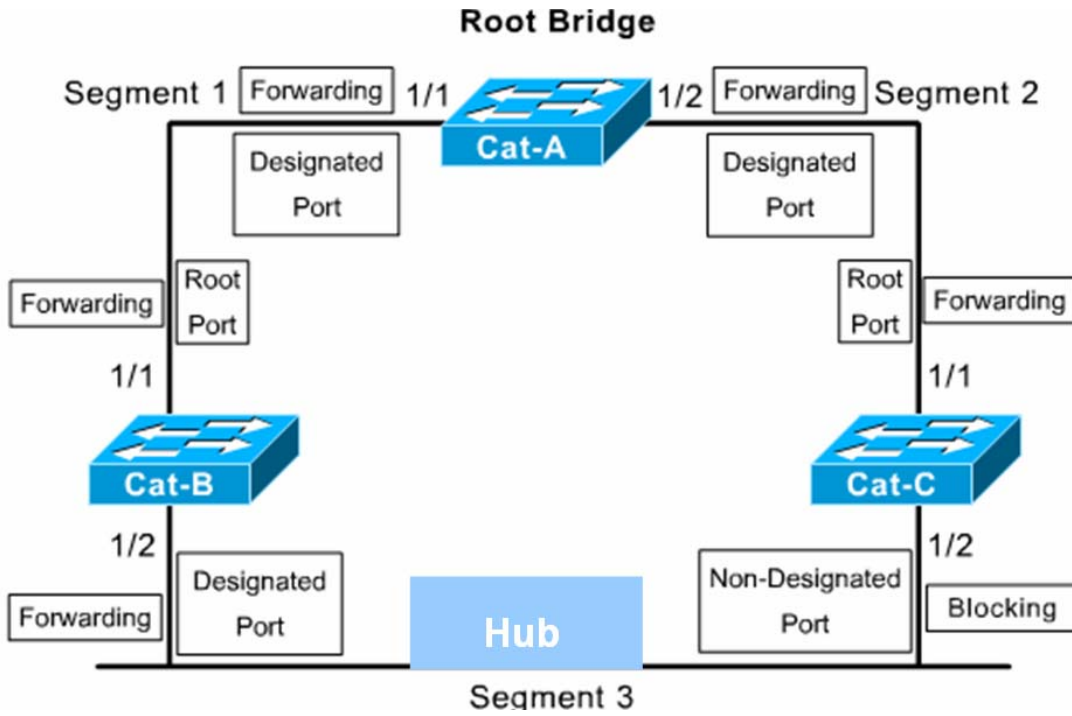 Root Bridge
Segment 1
Forwarding
1/1
1/2
Forwarding
Segment 2
Cat-A
Designated
Port
Designated
Port
Forwarding
Root
Port
Root
Port
Forwarding
1/1
1/1
Cat-B
Cat-C
1/2
1/2
Designated
Port
Forwarding
Hub
Non-Designated
Port
Blocking
Segment 3